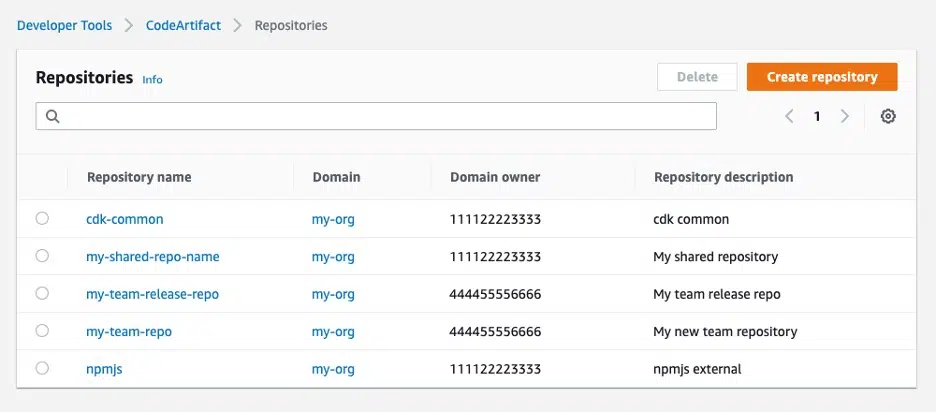 Developer Tools > CodeArtifact > Repositories
Repositories Info Delete Create repository
< 1 >
Repository name Domain Domain owner Repository description
cdk-common my-org 111122223333 cdk common
my-shared-repo-name my-org 111122223333 My shared repository
my-team-release-repo my-org 444455556666 My team release repo
my-team-repo my-org 444455556666 My new team repository
npmjs my-org 111122223333 npmjs external